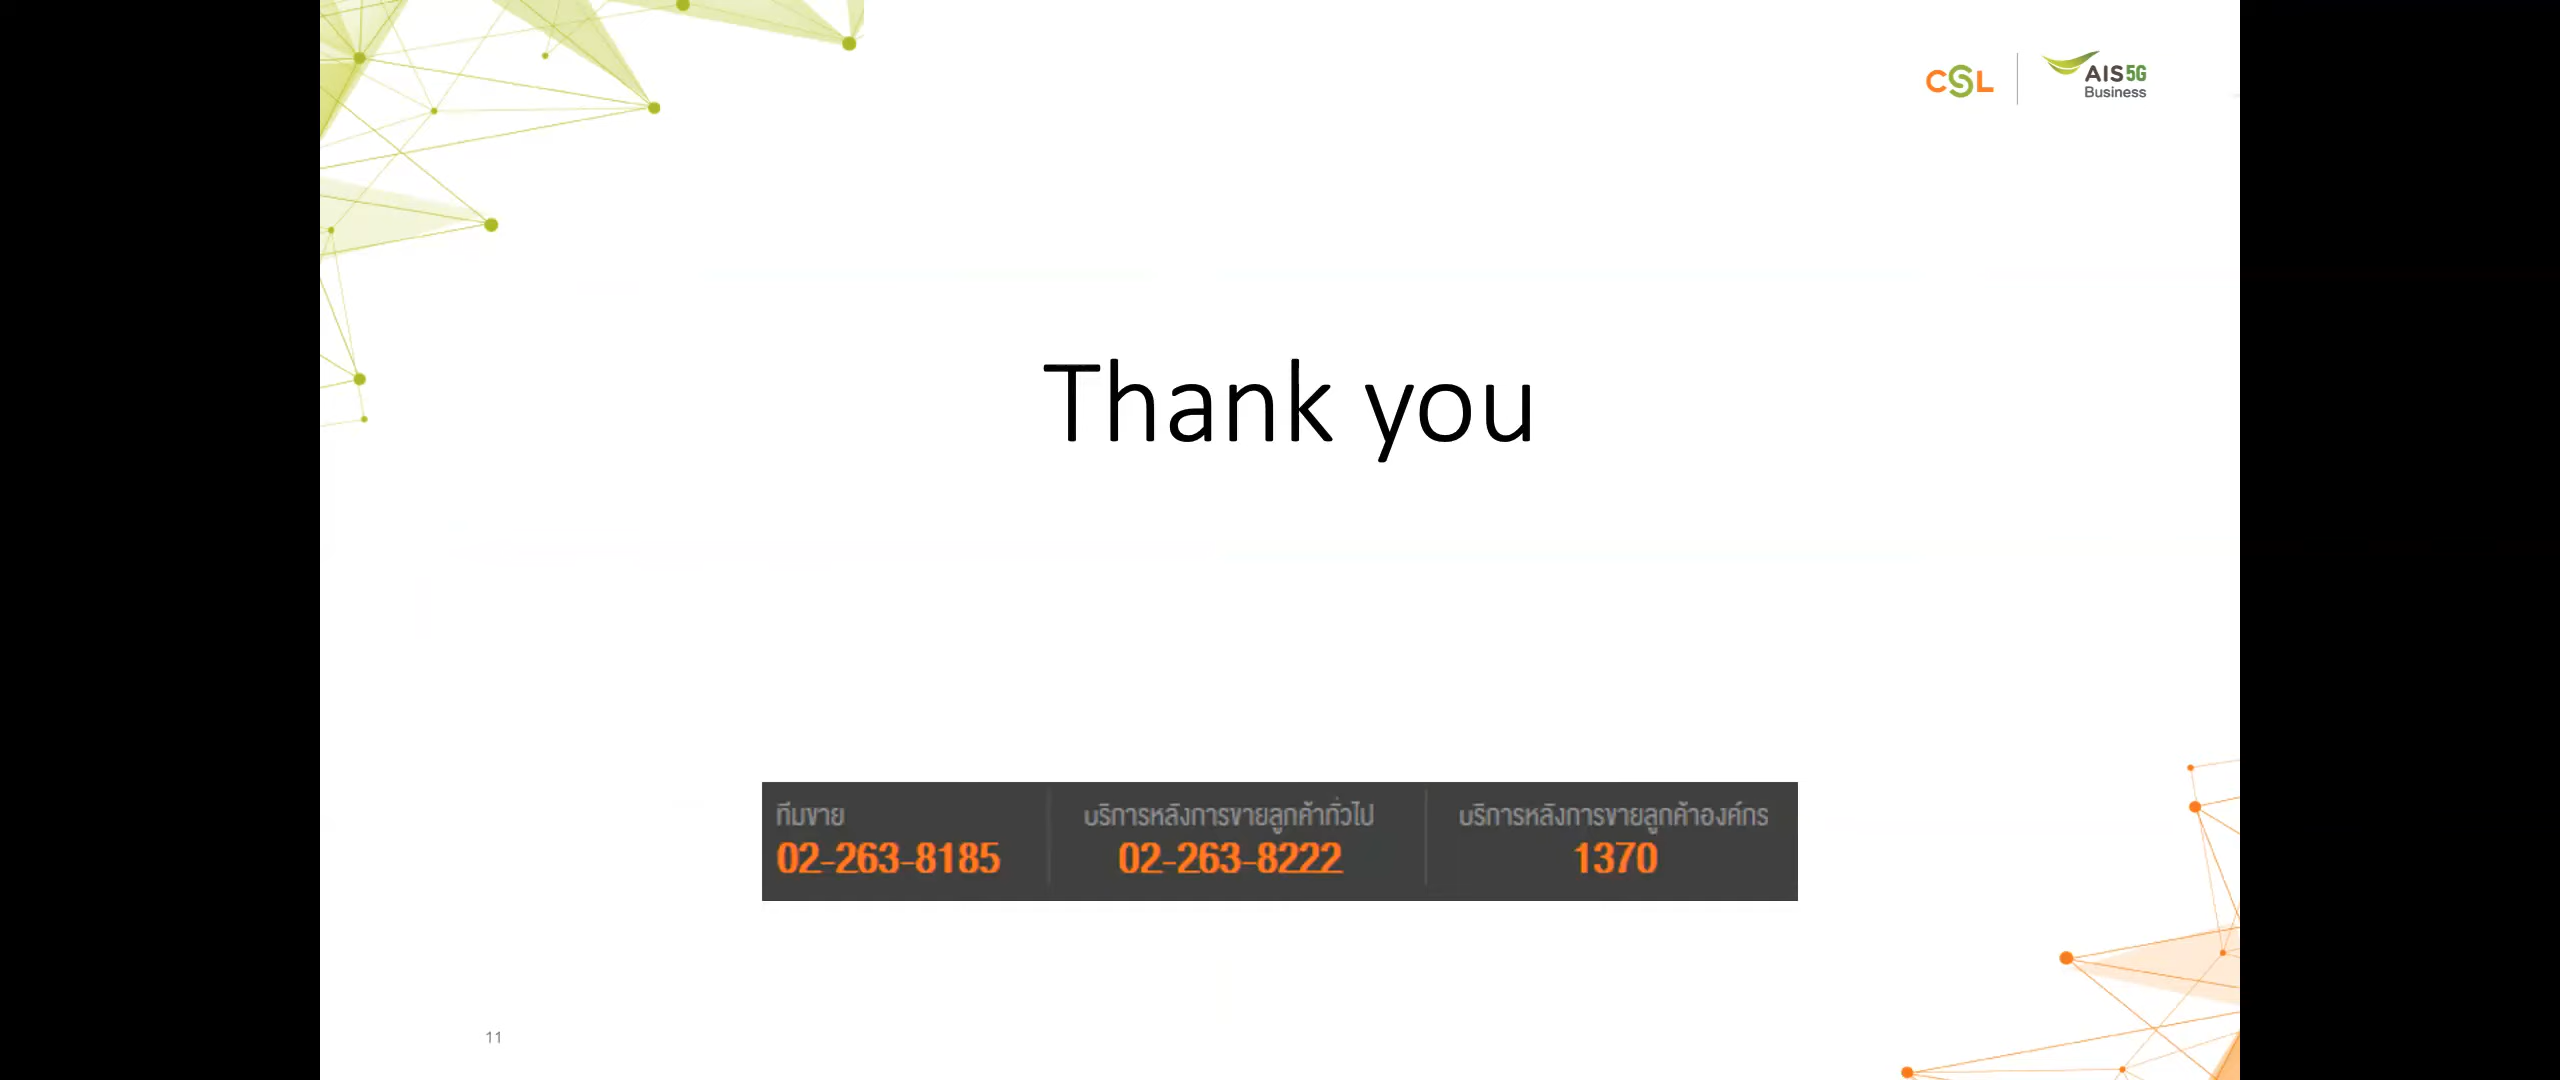 CSL
AIS 5G
Business
Thank you
ทีมขาย
02-263-8185
บริการหลังการขายลูกค้าทั่วไป
02-263-8222
บริการหลังการขายลูกค้าองค์กร
1370
11